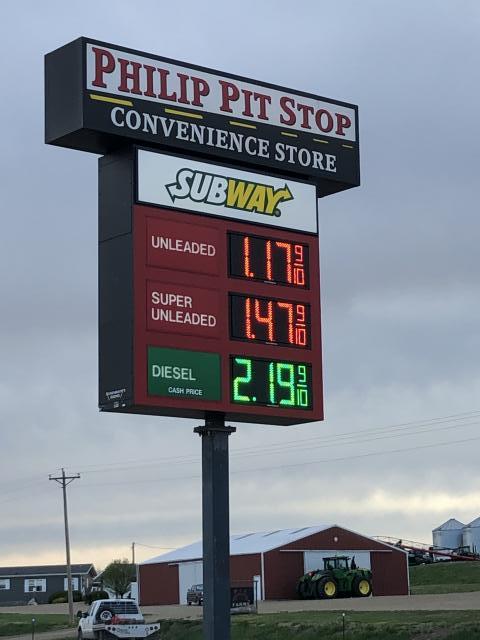 PHILIP PIT STOP
CONVENIENCE STORE
SUBWAY
UNLEADED
1.17 9/10
SUPER
UNLEADED
1.47 9/10
DIESEL
CASH PRICE
2.19 9/10
FARMS